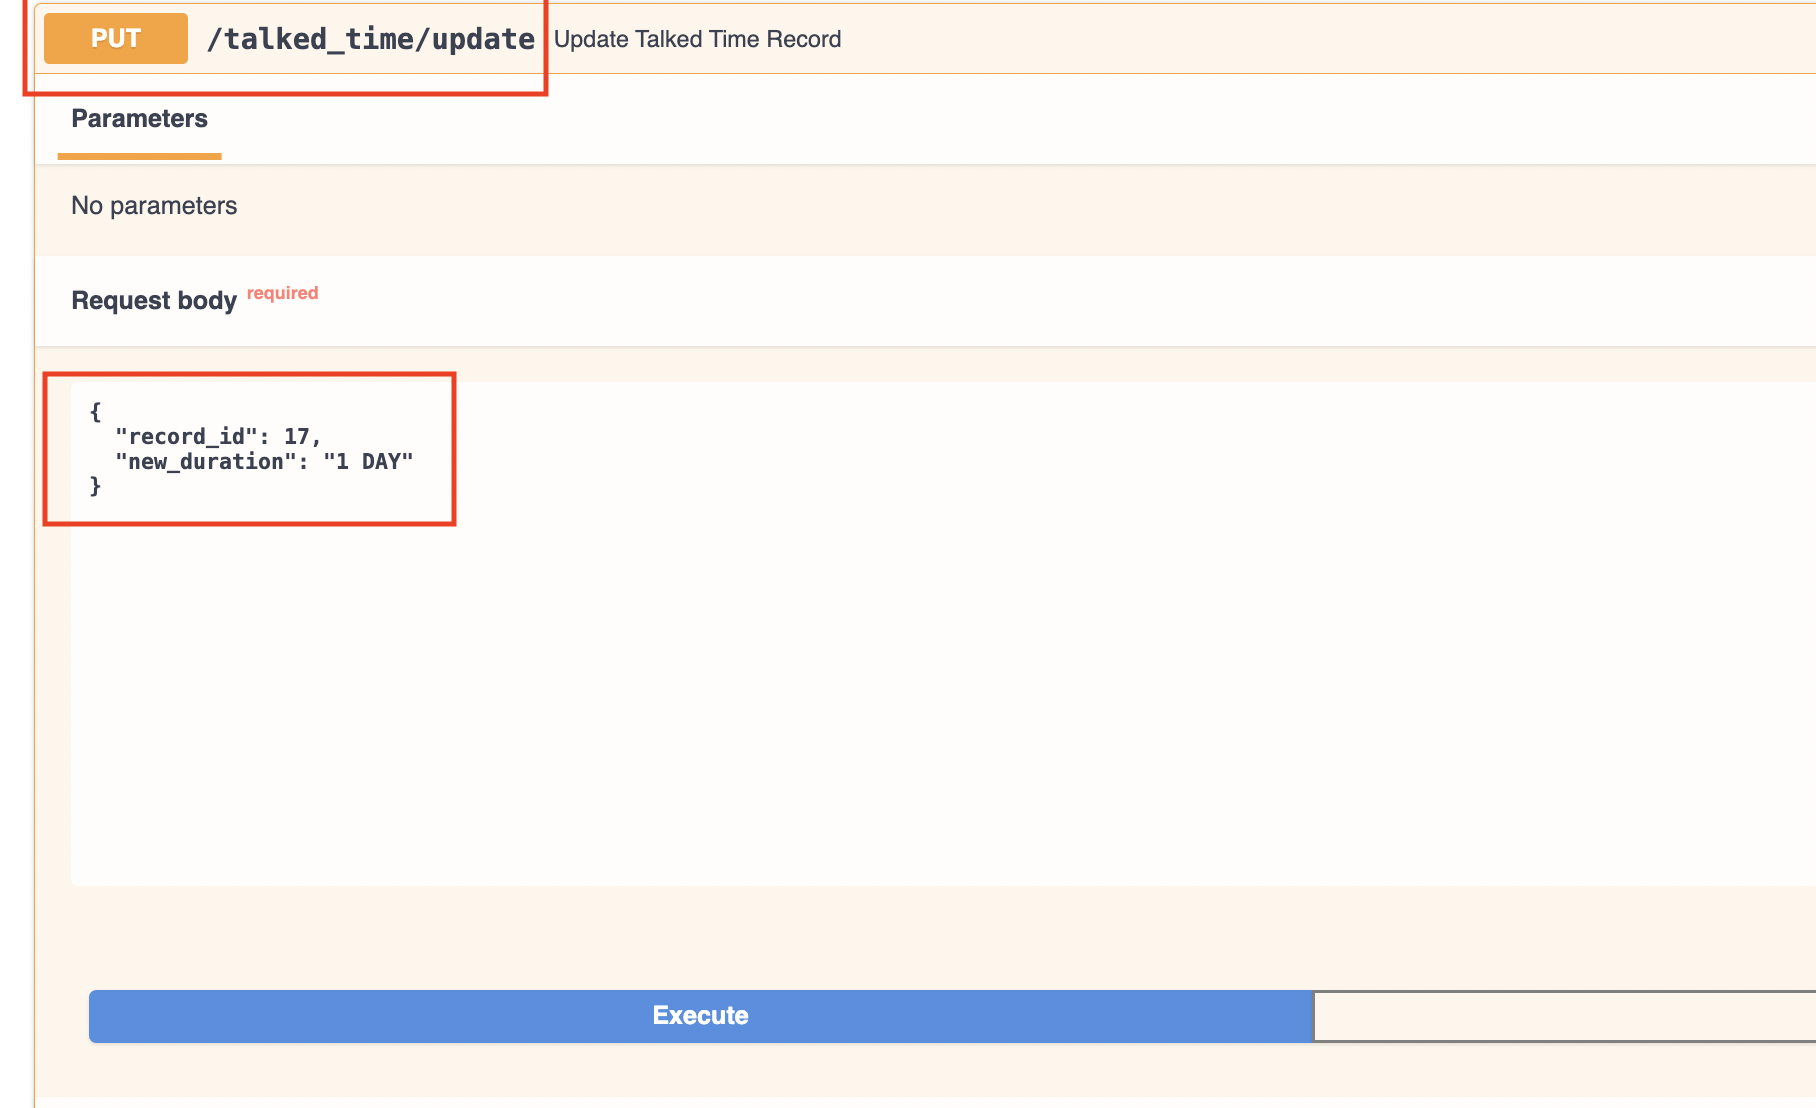 PUT /talked_time/update Update Talked Time Record
Parameters
No parameters
Request body required
{
  "record_id": 17,
  "new_duration": "1 DAY"
}
Execute